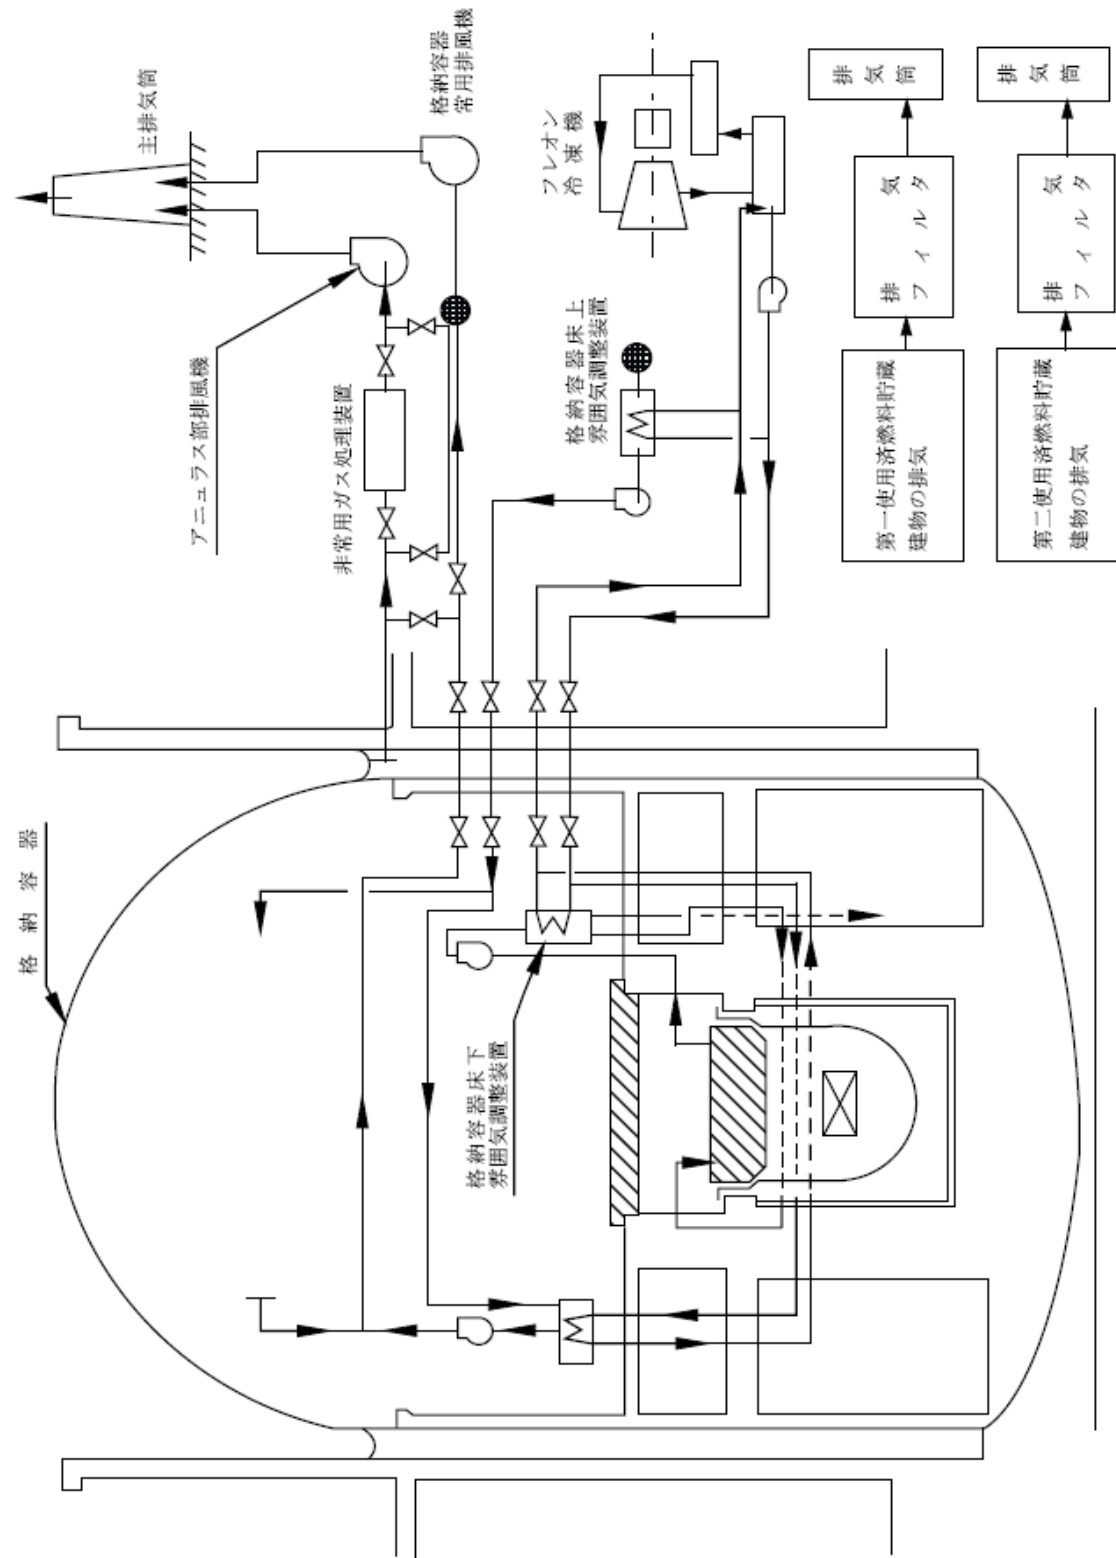 格納容器
主排気筒
格納容器
常用排風機
アニュラス部排風機
非常用ガス処理装置
フレオン
冷凍機
格納容器床上
雰囲気調整装置
格納容器床下
雰囲気調整装置
排気筒
排気
フィルタ
第一使用済燃料貯蔵
建物の排気
排気筒
排気
フィルタ
第二使用済燃料貯蔵
建物の排気